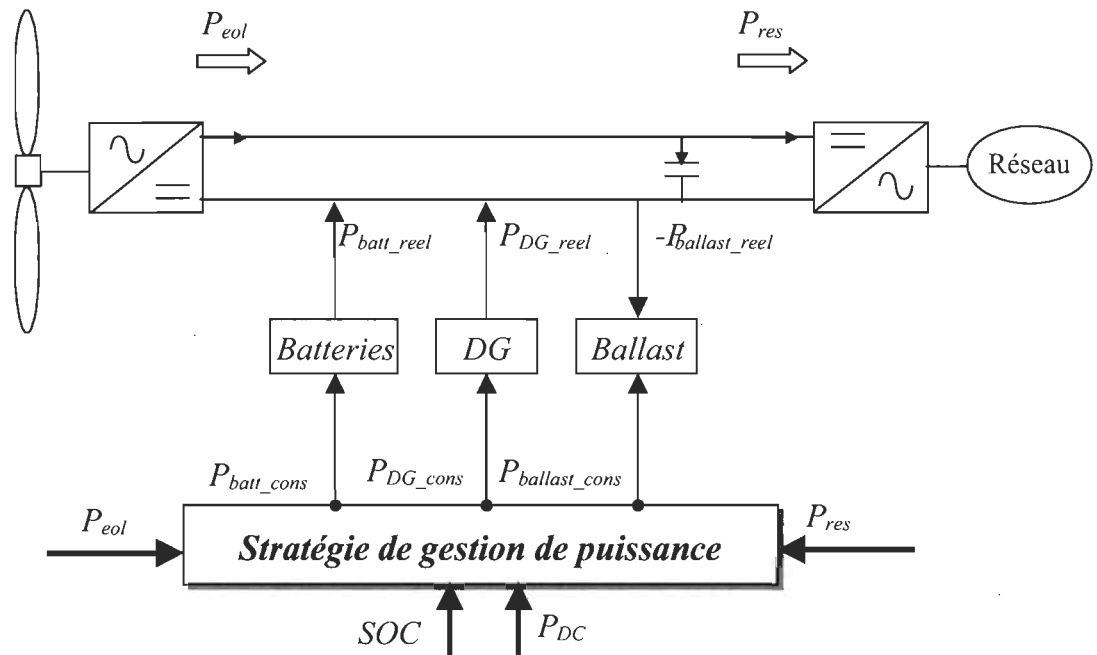 P_eol
P_res
Réseau
P_batt_reel
P_DG_reel
-P_ballast_reel
Batteries
DG
Ballast
P_batt_cons
P_DG_cons
P_ballast_cons
P_eol
Stratégie de gestion de puissance
P_res
SOC
P_DC